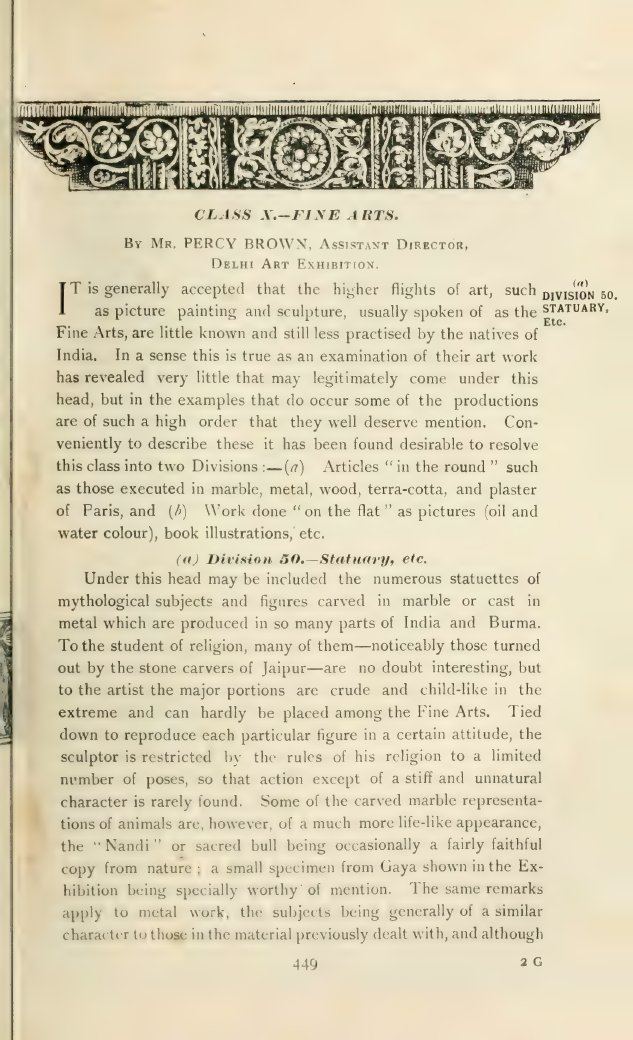 CLASS X.—FINE ARTS.
By Mr. PERCY BROWN, Assistant Director,
Delhi Art Exhibition.
IT is generally accepted that the higher flights of art, such
as picture painting and sculpture, usually spoken of as the
Fine Arts, are little known and still less practised by the natives of
India. In a sense this is true as an examination of their art work
has revealed very little that may legitimately come under this
head, but in the examples that do occur some of the productions
are of such a high order that they well deserve mention. Con-
veniently to describe these it has been found desirable to resolve
this class into two Divisions :—(a) Articles “in the round” such
as those executed in marble, metal, wood, terra-cotta, and plaster
of Paris, and (b) Work done “on the flat” as pictures (oil and
water colour), book illustrations, etc.
(a)
DIVISION 50.
STATUARY,
Etc.
(a) Division 50.—Statuary, etc.
Under this head may be included the numerous statuettes of
mythological subjects and figures carved in marble or cast in
metal which are produced in so many parts of India and Burma.
To the student of religion, many of them—noticeably those turned
out by the stone carvers of Jaipur—are no doubt interesting, but
to the artist the major portions are crude and child-like in the
extreme and can hardly be placed among the Fine Arts. Tied
down to reproduce each particular figure in a certain attitude, the
sculptor is restricted by the rules of his religion to a limited
number of poses, so that action except of a stiff and unnatural
character is rarely found. Some of the carved marble representa-
tions of animals are, however, of a much more life-like appearance,
the “Nandi” or sacred bull being occasionally a fairly faithful
copy from nature ; a small specimen from Gaya shown in the Ex-
hibition being specially worthy of mention. The same remarks
apply to metal work, the subjects being generally of a similar
character to those in the material previously dealt with, and although
449
2 G